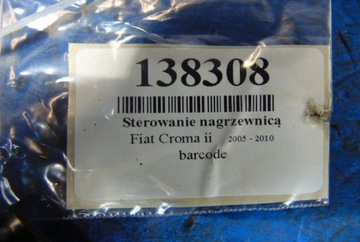 138308
Sterowanie nagrzewnicą
Fiat Croma ii 2005 - 2010
barcode